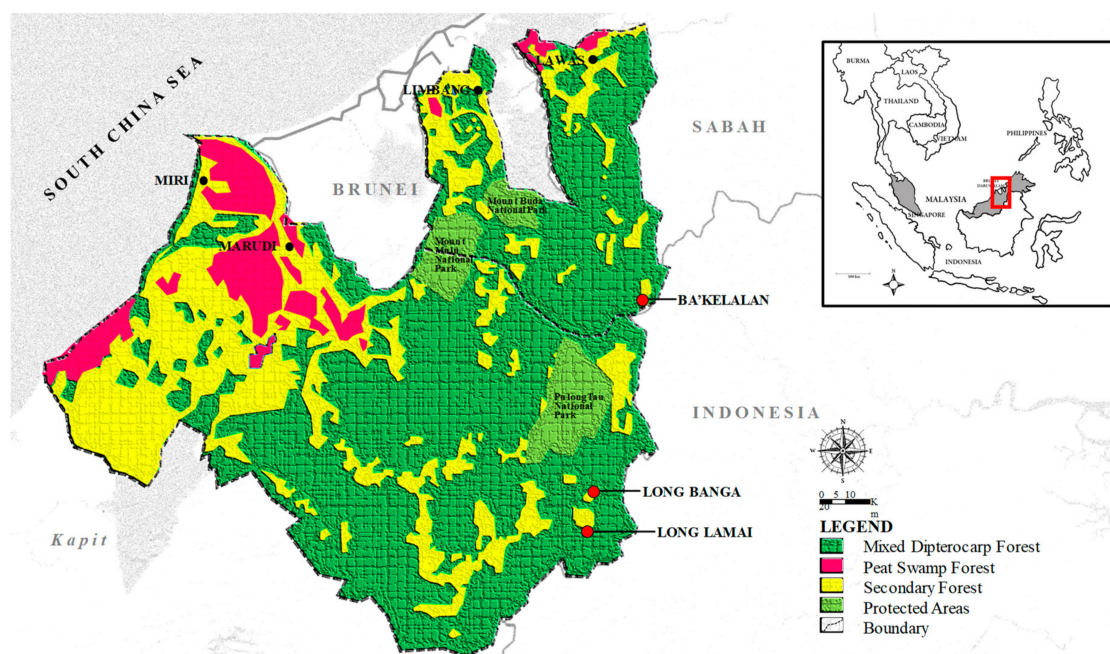 SOUTH CHINA SEA
LAWAS
LIMBANG
SABAH
MIRI
BRUNEI
Mount Buda
National Park
MARUDI
Mount
Mulu
National
Park
BA'KELALAN
Pulong Tau
National
Park
INDONESIA
LONG BANGA
LONG LAMAI
Kapit
BURMA
LAOS
THAILAND
CAMBODIA
VIETNAM
PHILIPPINES
MALAYSIA
SINGAPORE
INDONESIA
N
N
W
E
S
0 5 10 K
20 m
LEGEND
Mixed Dipterocarp Forest
Peat Swamp Forest
Secondary Forest
Protected Areas
Boundary